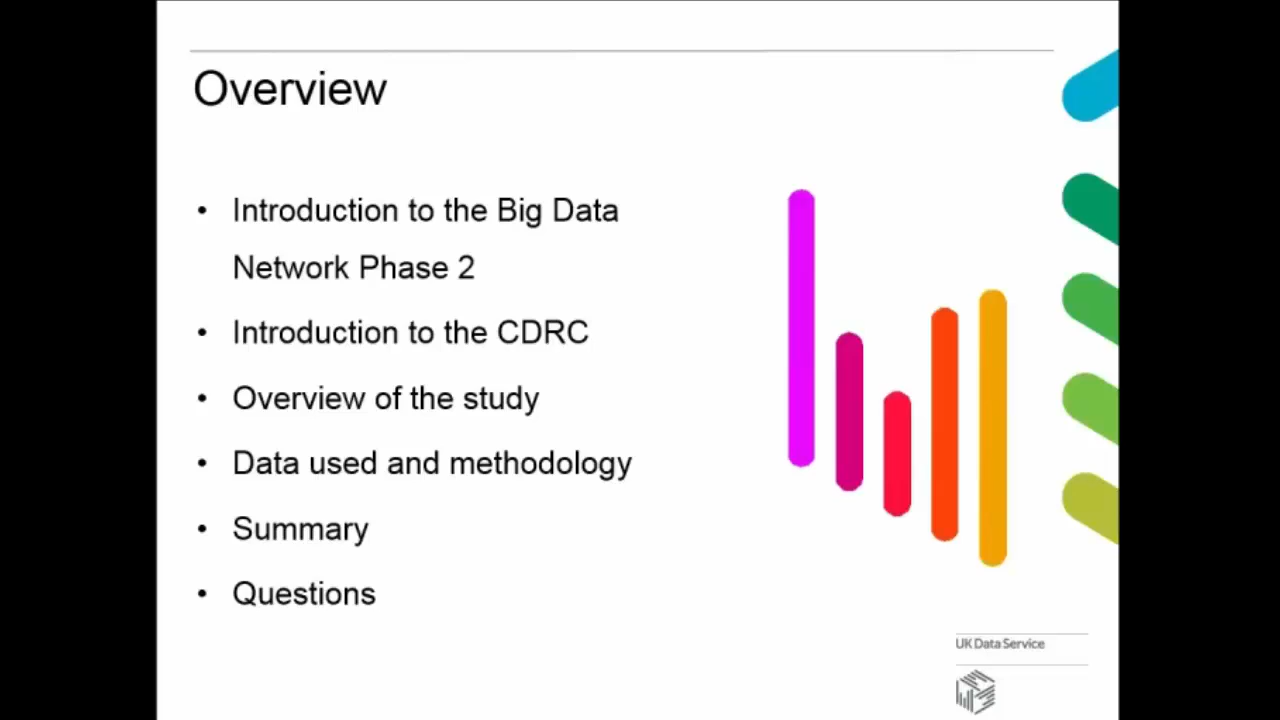 Overview
• Introduction to the Big Data
Network Phase 2
• Introduction to the CDRC
• Overview of the study
• Data used and methodology
• Summary
• Questions
UK Data Service